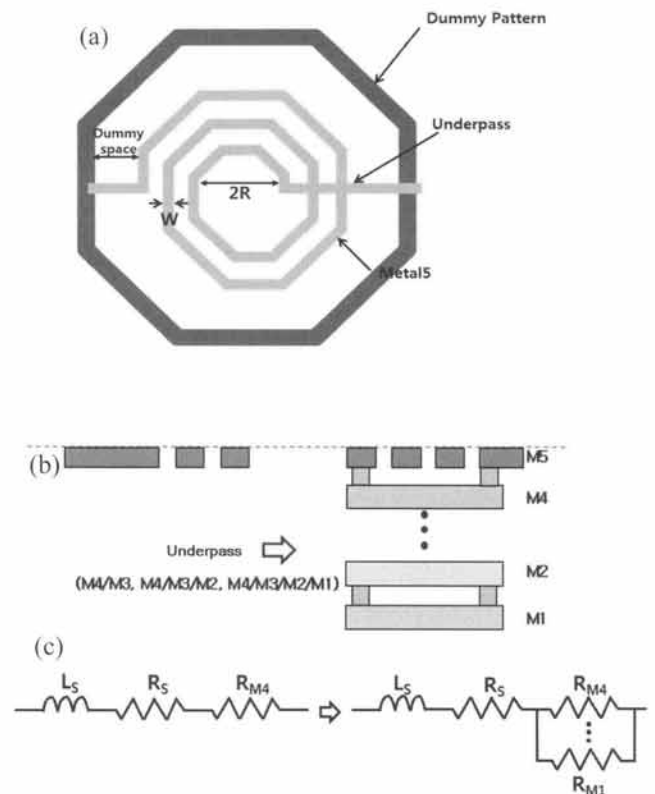 (a)
Dummy Pattern
Underpass
Dummy
space
2R
W
Metal5
(b)
M5
M4
Underpass
(M4/M3, M4/M3/M2, M4/M3/M2/M1)
M2
M1
(c)
LS RS RM4 LS RS RM4
RM1